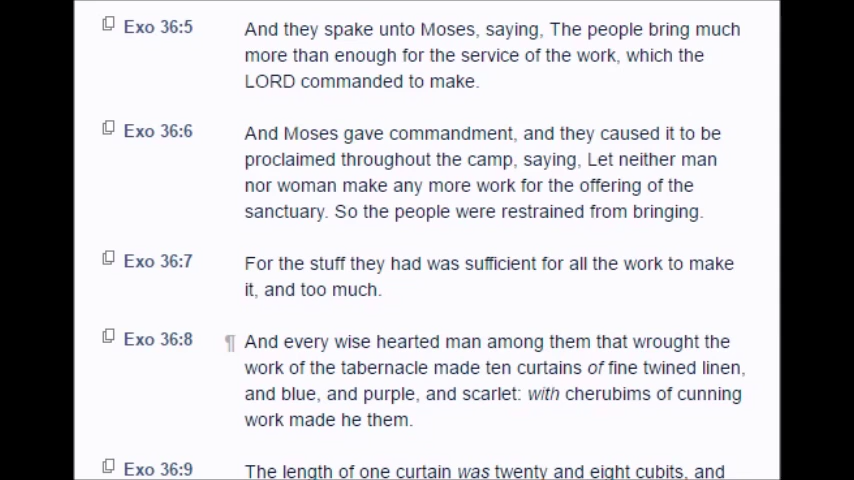 Exo 36:5 And they spake unto Moses, saying, The people bring much
more than enough for the service of the work, which the
LORD commanded to make.
Exo 36:6 And Moses gave commandment, and they caused it to be
proclaimed throughout the camp, saying, Let neither man
nor woman make any more work for the offering of the
sanctuary. So the people were restrained from bringing.
Exo 36:7 For the stuff they had was sufficient for all the work to make
it, and too much.
Exo 36:8 ¶ And every wise hearted man among them that wrought the
work of the tabernacle made ten curtains of fine twined linen,
and blue, and purple, and scarlet: with cherubims of cunning
work made he them.
Exo 36:9 The length of one curtain was twenty and eight cubits, and